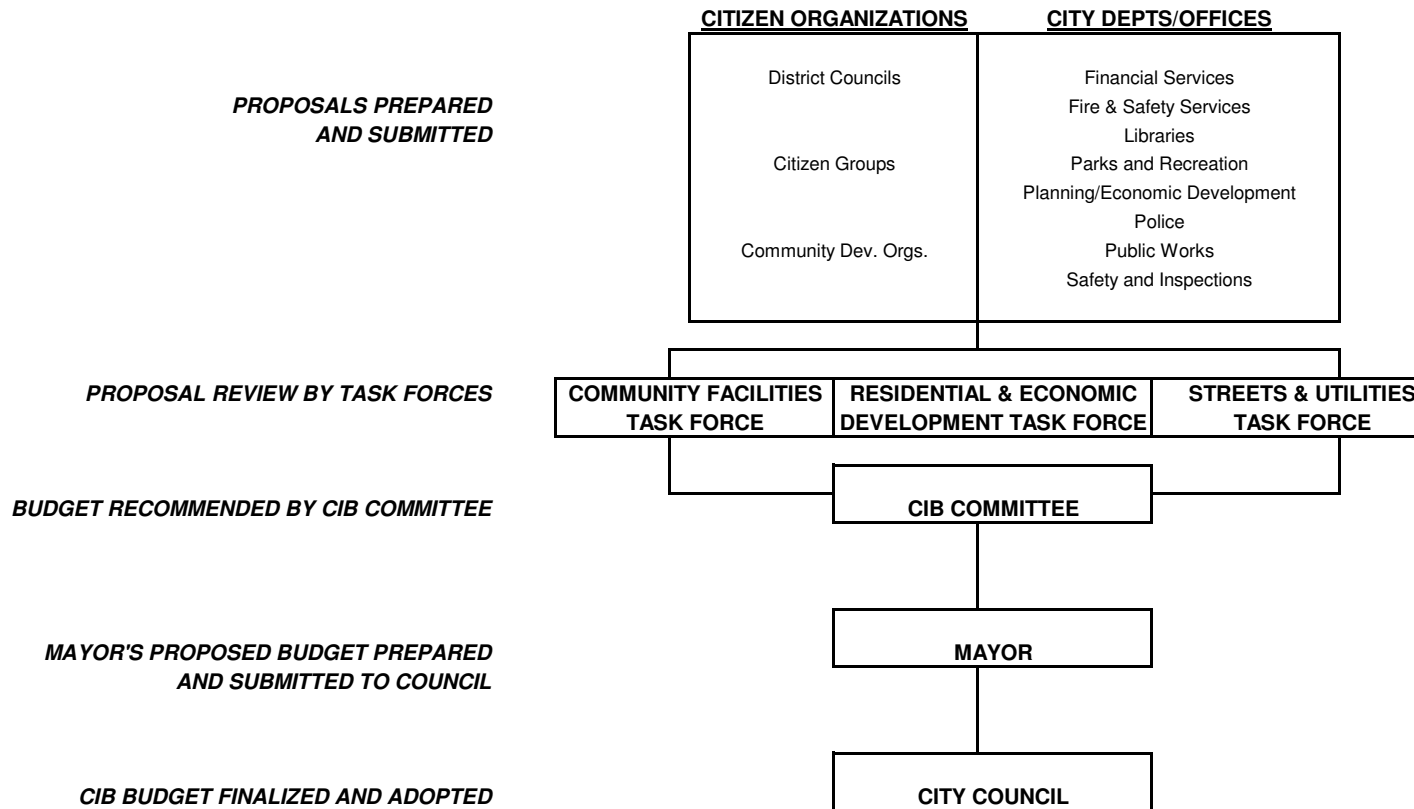 CITIZEN ORGANIZATIONS CITY DEPTS/OFFICES
District Councils Financial Services
PROPOSALS PREPARED Fire & Safety Services
AND SUBMITTED Libraries
Citizen Groups Parks and Recreation
Planning/Economic Development
Police
Community Dev. Orgs. Public Works
Safety and Inspections
PROPOSAL REVIEW BY TASK FORCES COMMUNITY FACILITIES RESIDENTIAL & ECONOMIC STREETS & UTILITIES
TASK FORCE DEVELOPMENT TASK FORCE TASK FORCE
BUDGET RECOMMENDED BY CIB COMMITTEE CIB COMMITTEE
MAYOR'S PROPOSED BUDGET PREPARED MAYOR
AND SUBMITTED TO COUNCIL
CIB BUDGET FINALIZED AND ADOPTED CITY COUNCIL